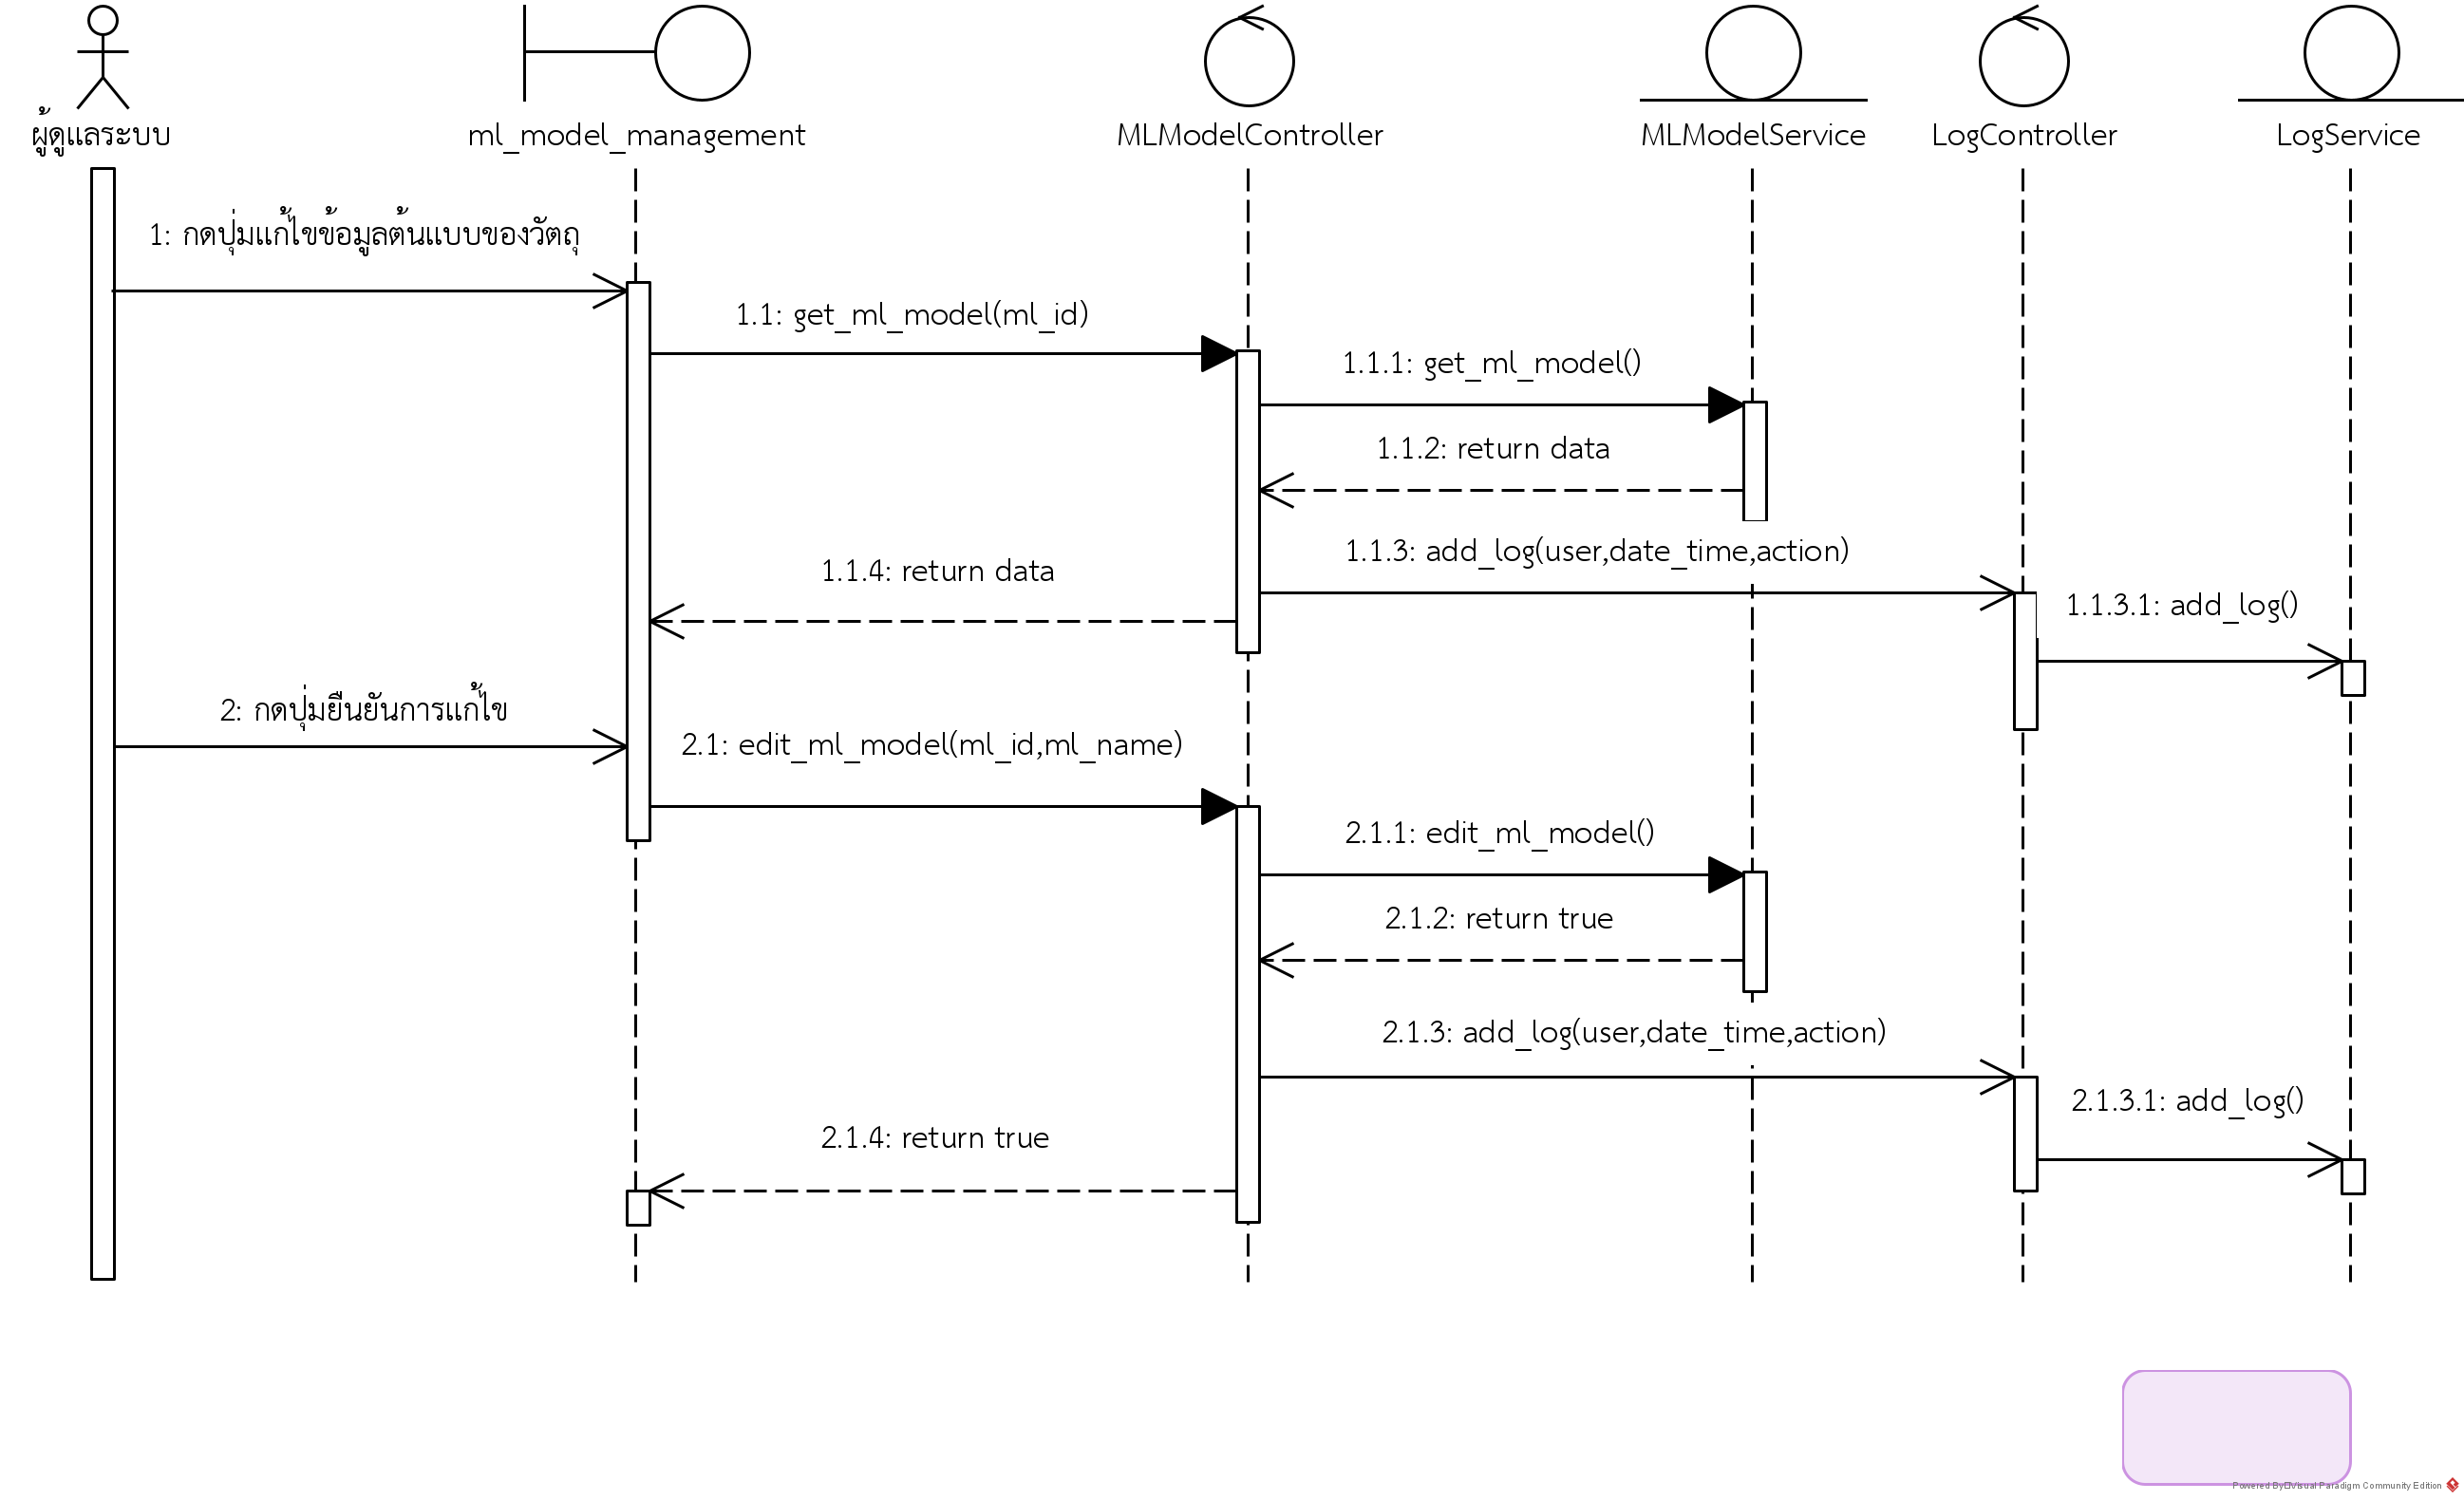 ผู้ดูแลระบบ
ml_model_management
MLModelController
MLModelService
LogController
LogService
1: กดปุ่มแก้ไขข้อมูลต้นแบบของวัตถุ
1.1: get_ml_model(ml_id)
1.1.1: get_ml_model()
1.1.2: return data
1.1.3: add_log(user,date_time,action)
1.1.4: return data
1.1.3.1: add_log()
2: กดปุ่มยืนยันการแก้ไข
2.1: edit_ml_model(ml_id,ml_name)
2.1.1: edit_ml_model()
2.1.2: return true
2.1.3: add_log(user,date_time,action)
2.1.3.1: add_log()
2.1.4: return true
Powered By Visual Paradigm Community Edition